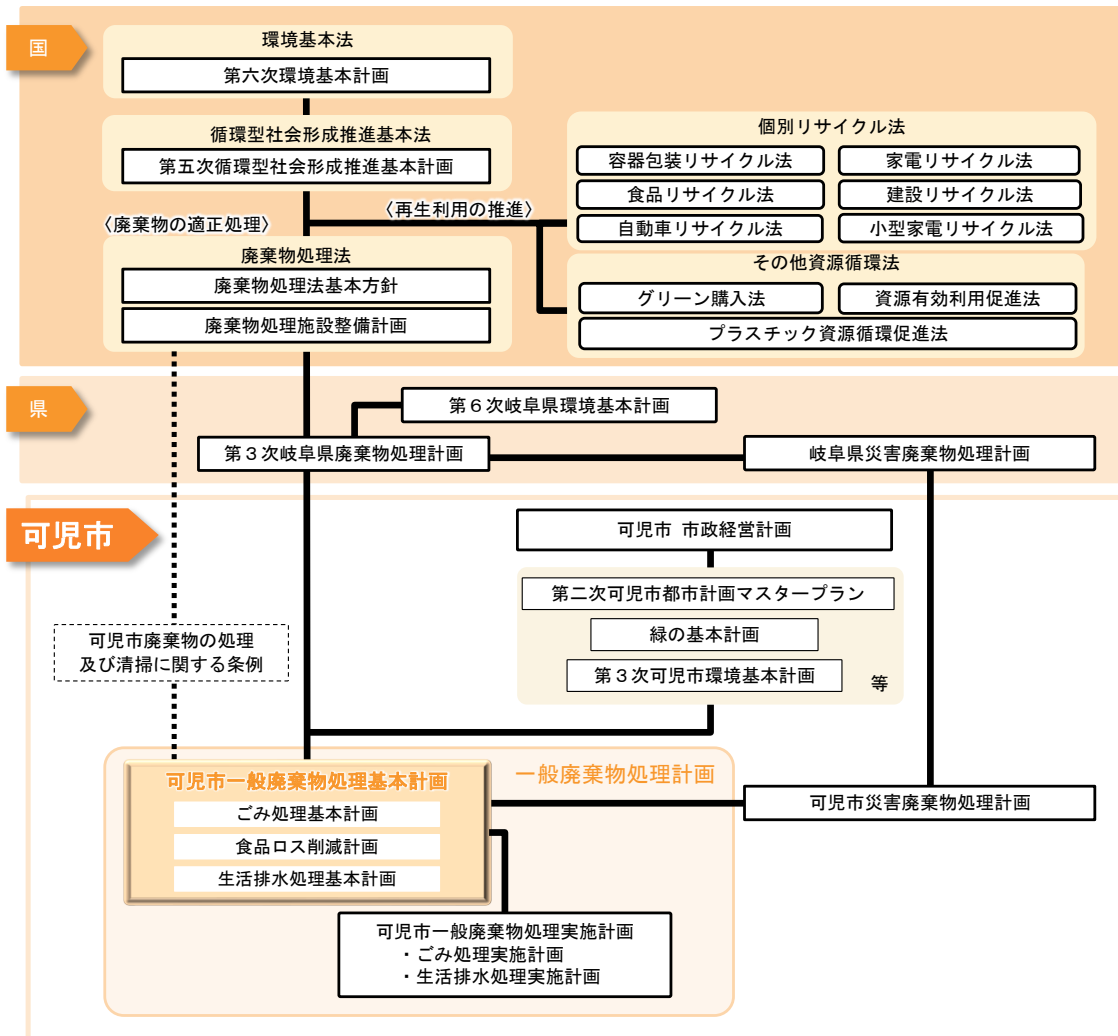 国
環境基本法
第六次環境基本計画
循環型社会形成推進基本法
第五次循環型社会形成推進基本計画
〈廃棄物の適正処理〉
〈再生利用の推進〉
廃棄物処理法
廃棄物処理法基本方針
廃棄物処理施設整備計画
個別リサイクル法
容器包装リサイクル法
家電リサイクル法
食品リサイクル法
建設リサイクル法
自動車リサイクル法
小型家電リサイクル法
その他資源循環法
グリーン購入法
資源有効利用促進法
プラスチック資源循環促進法
県
第6次岐阜県環境基本計画
第3次岐阜県廃棄物処理計画
岐阜県災害廃棄物処理計画
可児市
可児市 市政経営計画
第二次可児市都市計画マスタープラン
緑の基本計画
第3次可児市環境基本計画
等
可児市廃棄物の処理
及び清掃に関する条例
一般廃棄物処理計画
可児市一般廃棄物処理基本計画
ごみ処理基本計画
食品ロス削減計画
生活排水処理基本計画
可児市災害廃棄物処理計画
可児市一般廃棄物処理実施計画
・ごみ処理実施計画
・生活排水処理実施計画